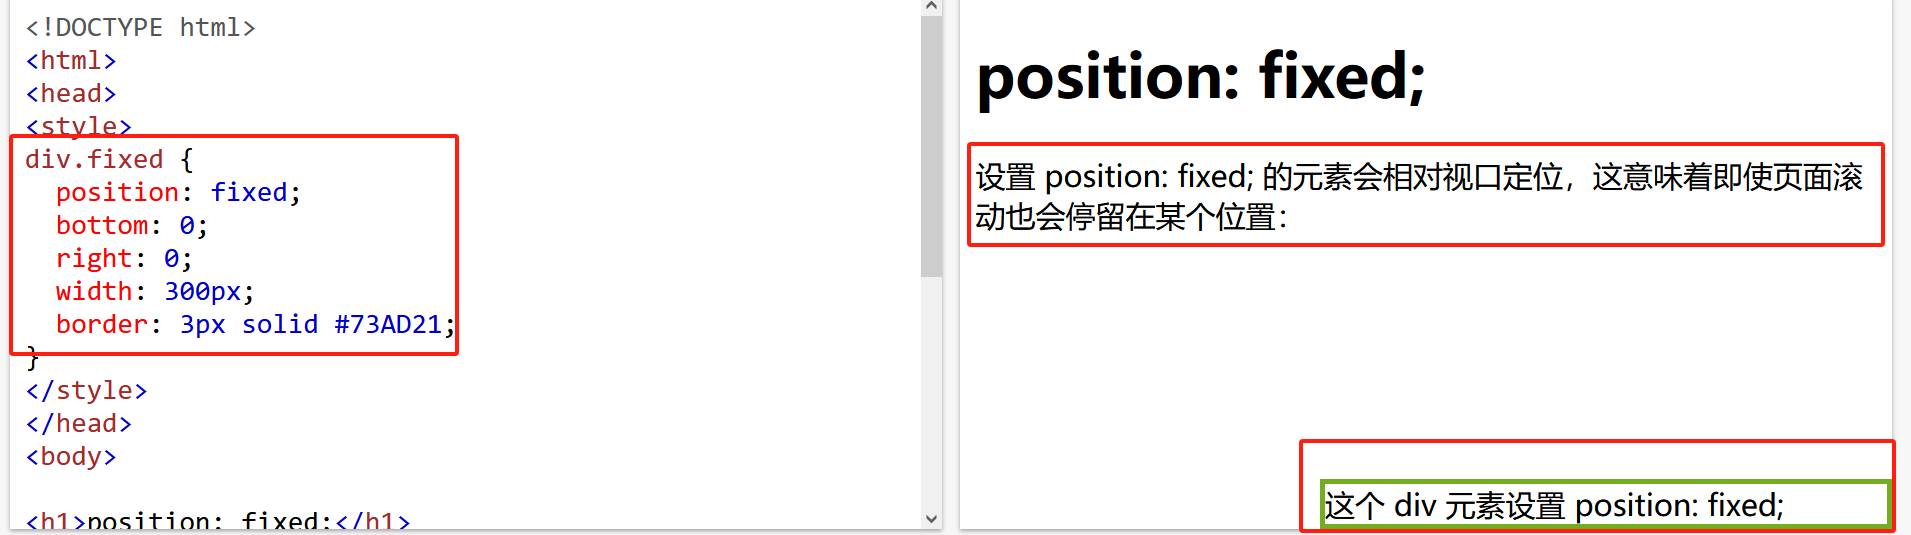 <!DOCTYPE html>
<html>
<head>
<style>
div.fixed {
  position: fixed;
  bottom: 0;
  right: 0;
  width: 300px;
  border: 3px solid #73AD21;
}
</style>
</head>
<body>
<h1>position: fixed;</h1>
position: fixed;
设置 position: fixed; 的元素会相对视口定位，这意味着即使页面滚
动也会停留在某个位置：
这个 div 元素设置 position: fixed;